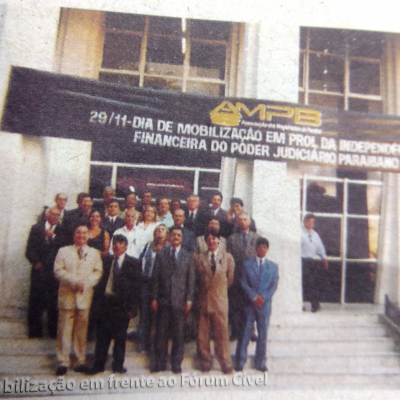 AMPB
29/11-DIA DE MOBILIZAÇÃO EM PROL DA INDEPENDÊ
FINANCEIRA DO PODER JUDICIÁRIO PARAIBANO
bilização em frente ao Fórum Cível